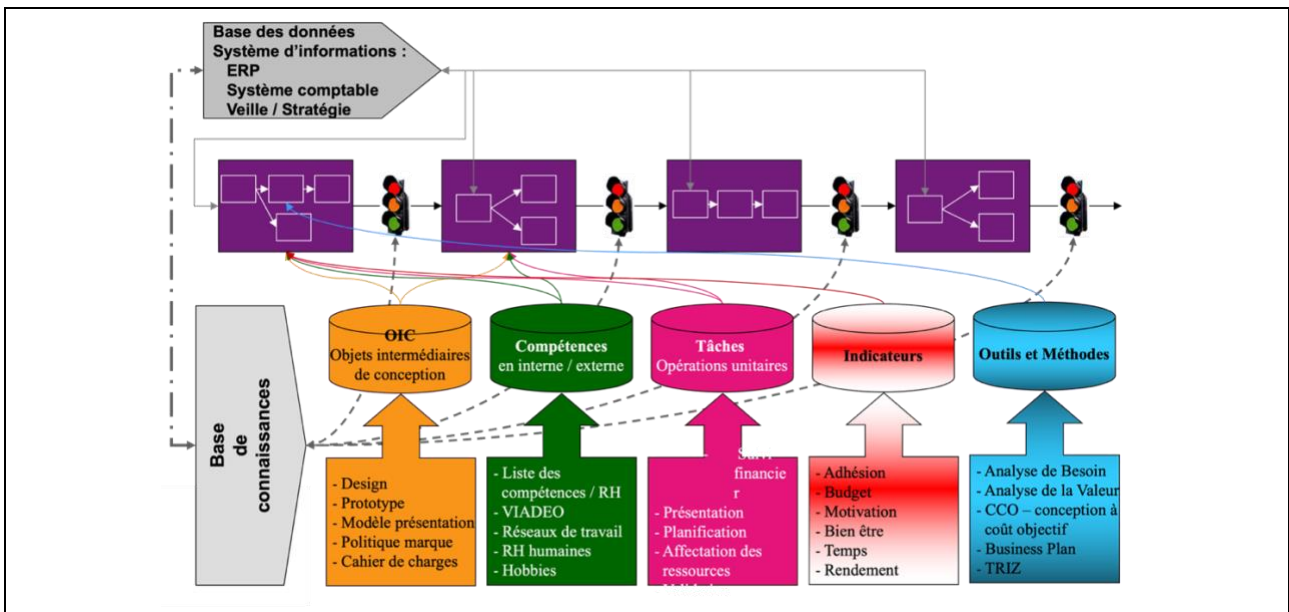 Base des données
Système d'informations :
ERP
Système comptable
Veille / Stratégie
OIC
Objets intermédiaires
de conception
Compétences
en interne / externe
Tâches
Opérations unitaires
Indicateurs
Outils et Méthodes
Base
de
connaissances
- Design
- Prototype
- Modèle présentation
- Politique marque
- Cahier de charges
- Liste des
compétences / RH
- VIADEO
- Réseaux de travail
- RH humaines
- Hobbies
-
financie
r
- Présentation
- Planification
- Affectation des
ressources
- Adhésion
- Budget
- Motivation
- Bien être
- Temps
- Rendement
- Analyse de Besoin
- Analyse de la Valeur
- CCO – conception à
coût objectif
- Business Plan
- TRIZ